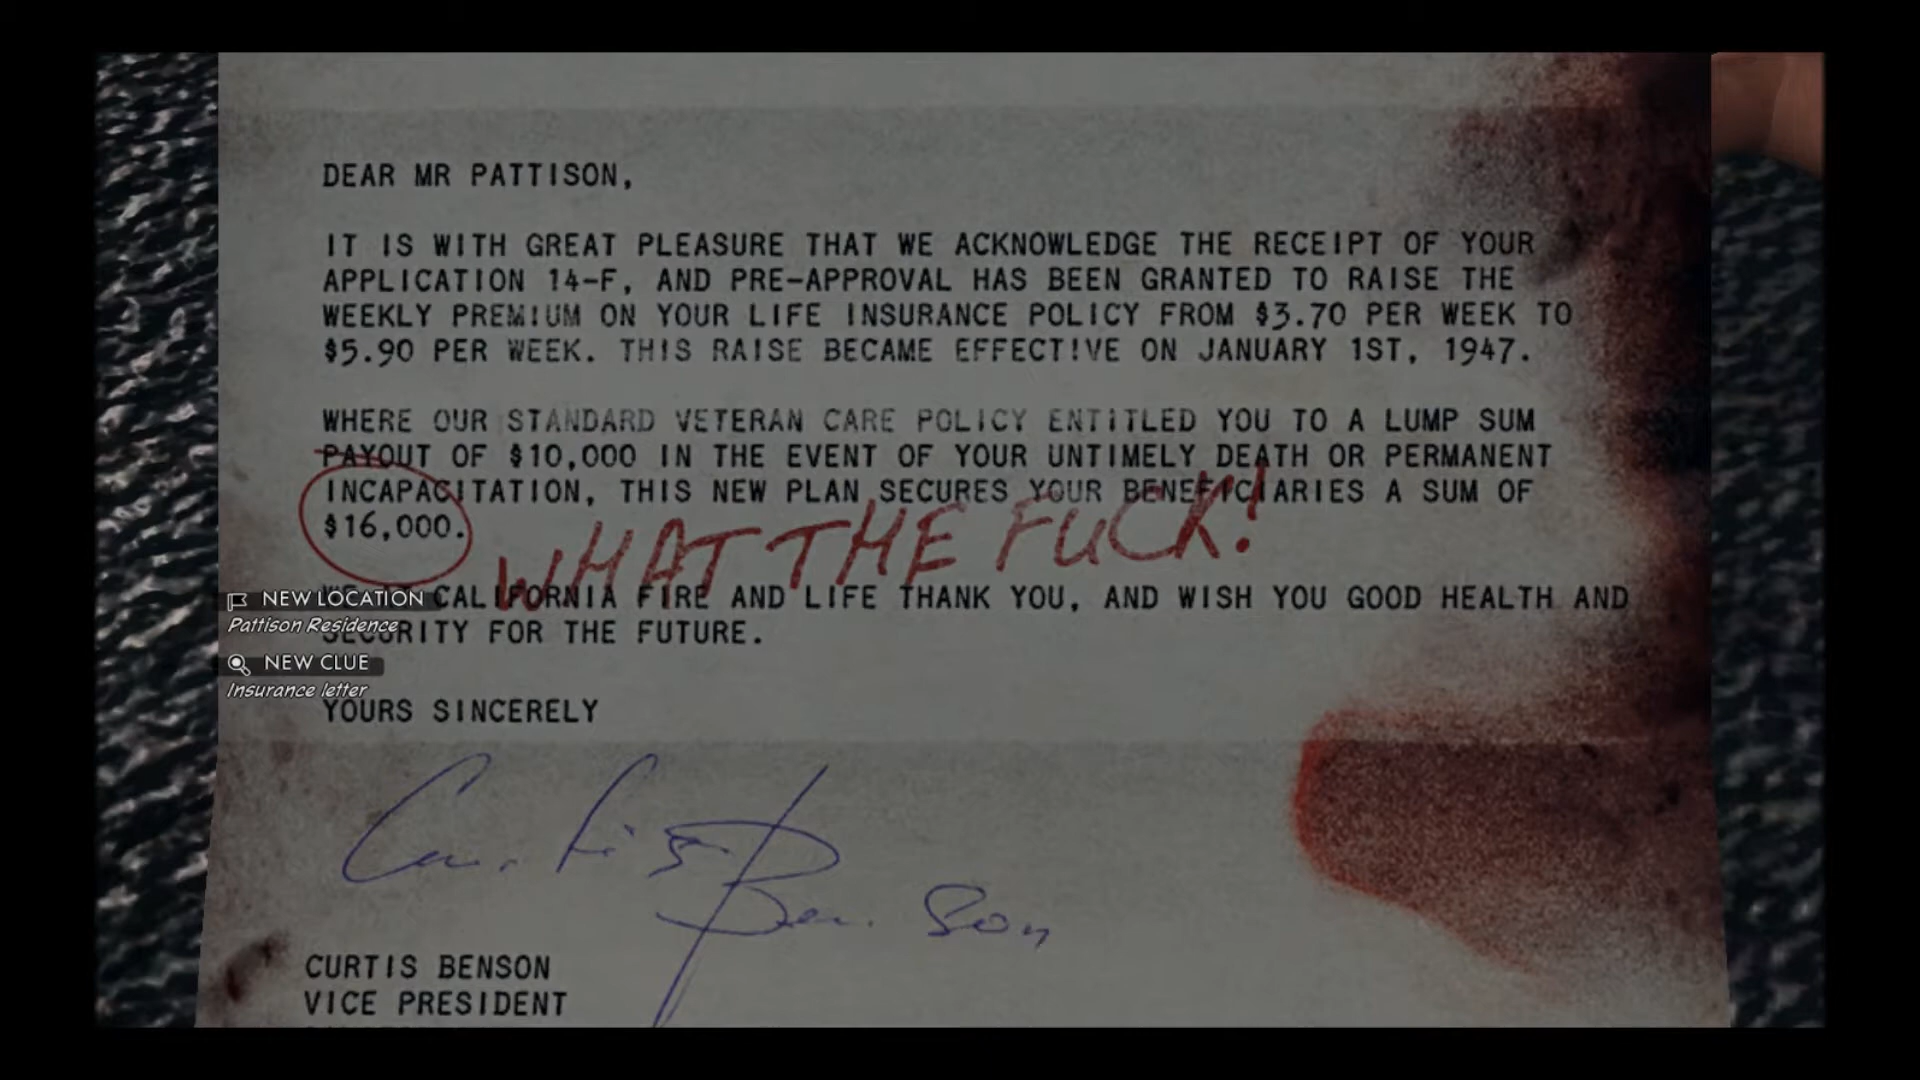 DEAR MR PATTISON,
IT IS WITH GREAT PLEASURE THAT WE ACKNOWLEDGE THE RECEIPT OF YOUR
APPLICATION 14-F, AND PRE-APPROVAL HAS BEEN GRANTED TO RAISE THE
WEEKLY PREMIUM ON YOUR LIFE INSURANCE POLICY FROM $3.70 PER WEEK TO
$5.90 PER WEEK. THIS RAISE BECAME EFFECTIVE ON JANUARY 1ST, 1947.
WHERE OUR STANDARD VETERAN CARE POLICY ENTITLED YOU TO A LUMP SUM
PAYOUT OF $10,000 IN THE EVENT OF YOUR UNTIMELY DEATH OR PERMANENT
INCAPACITATION, THIS NEW PLAN SECURES YOUR BENEFICIARIES A SUM OF
$16,000.
WHAT THE FUCK!
CALIFORNIA FIRE AND LIFE THANK YOU, AND WISH YOU GOOD HEALTH AND
NEW LOCATION
Pattison Residence
SECURITY FOR THE FUTURE.
NEW CLUE
Insurance letter
YOURS SINCERELY
Curtis Benson
CURTIS BENSON
VICE PRESIDENT